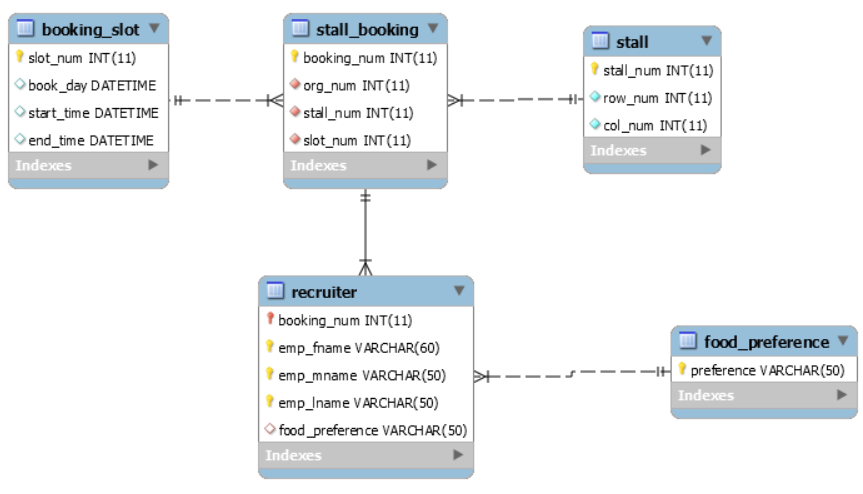 booking_slot
slot_num INT(11)
book_day DATETIME
start_time DATETIME
end_time DATETIME
Indexes
stall_booking
booking_num INT(11)
org_num INT(11)
stall_num INT(11)
slot_num INT(11)
Indexes
stall
stall_num INT(11)
row_num INT(11)
col_num INT(11)
Indexes
recruiter
booking_num INT(11)
emp_fname VARCHAR(60)
emp_mname VARCHAR(50)
emp_lname VARCHAR(50)
food_preference VARCHAR(50)
Indexes
food_preference
preference VARCHAR(50)
Indexes